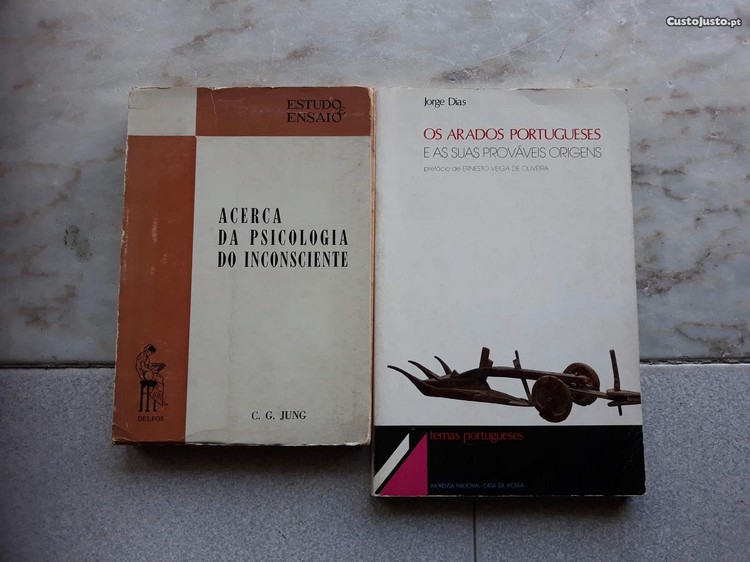 CustoJusto.pt
ESTUDO E
ENSAIO
ACERCA
DA PSICOLOGIA
DO INCONSCIENTE
DELFOS
C. G. JUNG
Jorge Dias
OS ARADOS PORTUGUESES
E AS SUAS PROVÁVEIS ORIGENS
prefácio de ERNESTO VEIGA DE OLIVEIRA
temas portugueses
IMPRENSA NACIONAL-CASA DA MOEDA